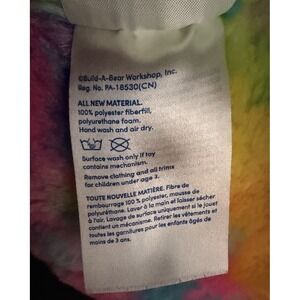 ©Build-A-Bear Workshop, Inc.
Reg. No. PA-18530(CN)
ALL NEW MATERIAL.
100% polyester fiberfill,
polyurethane foam.
Hand wash and air dry.
Surface wash only if toy
contains mechanism.
Remove clothing and all trims
for children under age 3.
TOUTE NOUVELLE MATIÈRE. Fibre de
rembourrage 100 % polyester, mousse de
polyuréthane. Laver à la main et laisser sécher
à l'air. Lavage de surface uniquement si le jouet
contient un mécanisme. Retirer les vêtements et
toutes les garnitures pour les enfants âgés de
moins de 3 ans.